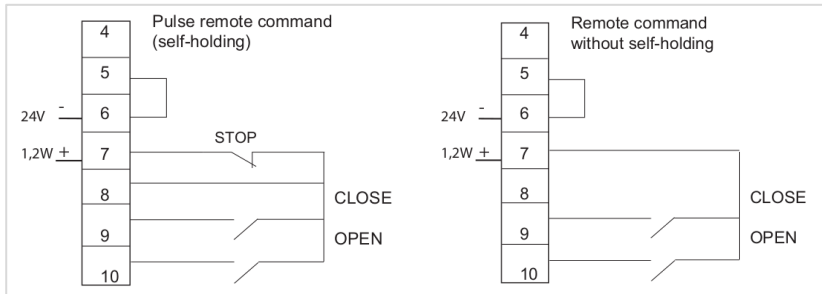 Pulse remote command
(self-holding)
4
5
24V -
6
1,2W +
7
STOP
8
CLOSE
9
OPEN
10
Remote command
without self-holding
4
5
24V -
6
1,2W +
7
8
CLOSE
9
OPEN
10